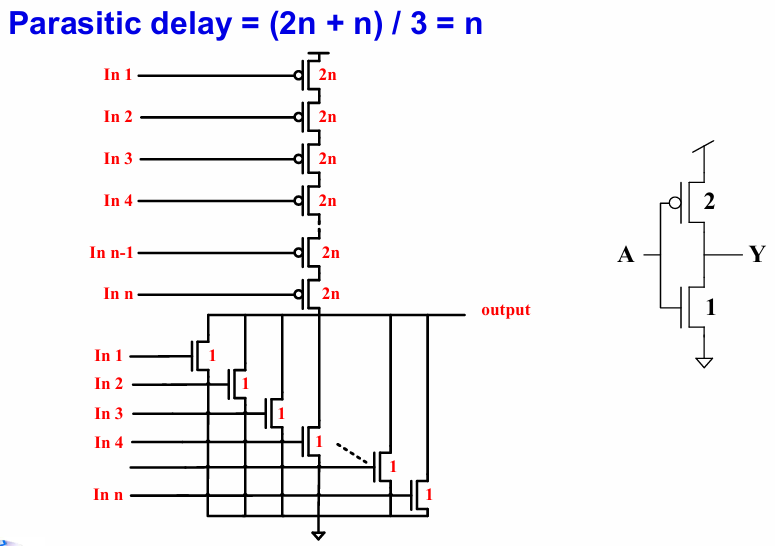 Parasitic delay = (2n + n) / 3 = n
In 1
2n
In 2
2n
In 3
2n
In 4
2n
In n-1
2n
In n
2n
output
In 1
1
In 2
1
In 3
1
In 4
1
1
In n
1
2
A
Y
1